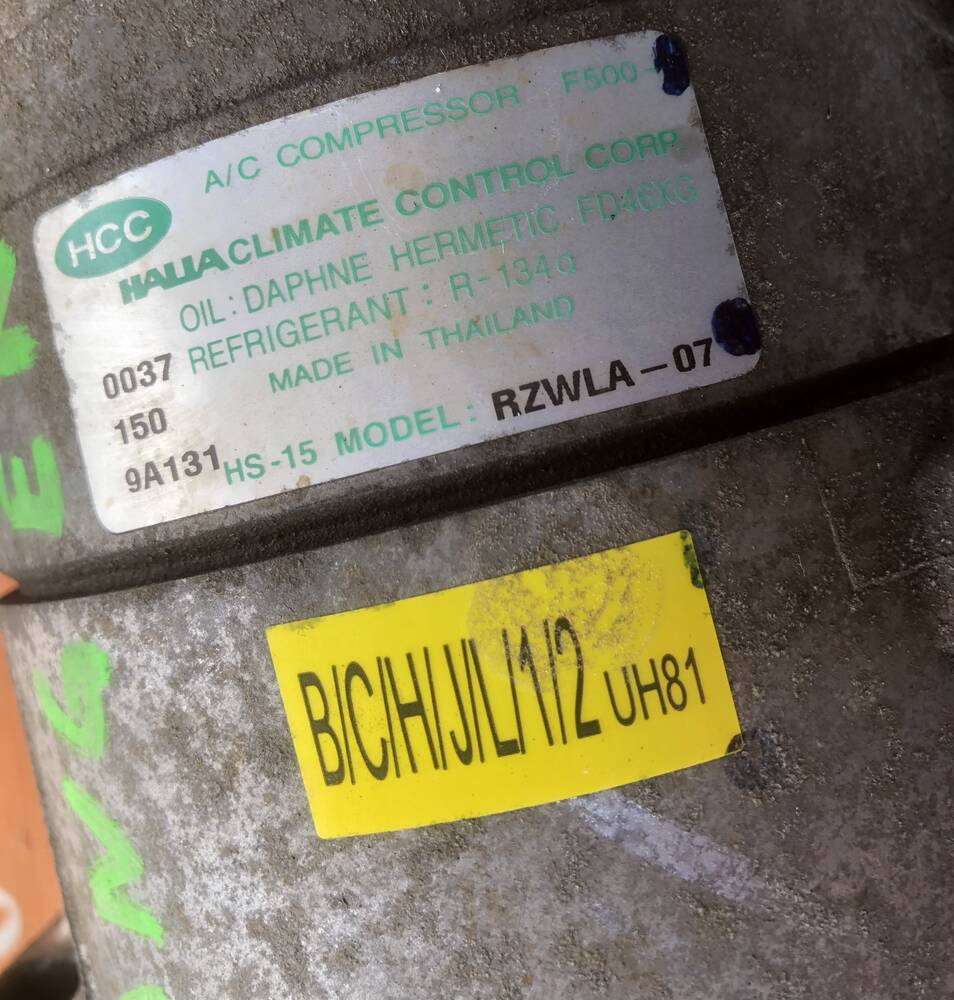 A/C COMPRESSOR F500-
HCC
HALLA CLIMATE CONTROL CORP.
OIL: DAPHNE HERMETIC FD46XG
REFRIGERANT: R-134a
MADE IN THAILAND
0037
150
9A131
HS-15 MODEL: RZWLA-07
B/C/H/J/L/1/2 UH81